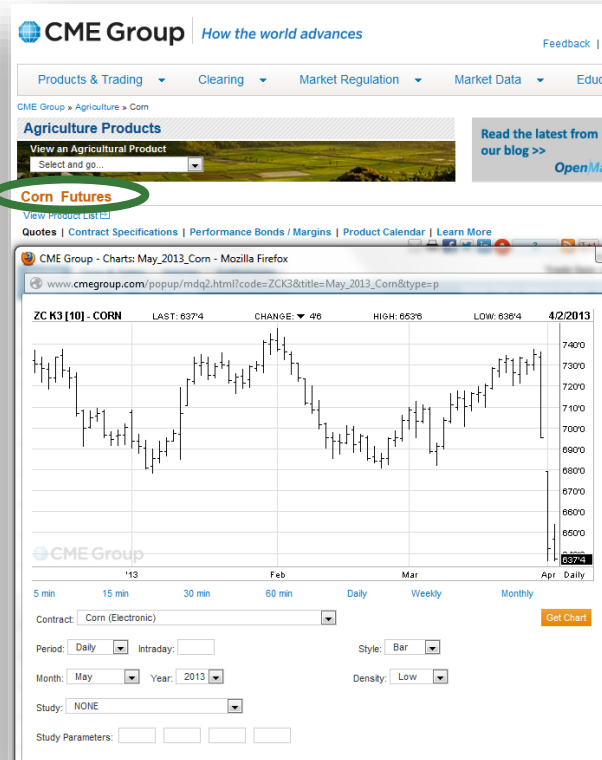 CME Group How the world advances
Feedback |
Products & Trading Clearing Market Regulation Market Data Educ
CME Group » Agriculture » Corn
Agriculture Products
View an Agricultural Product
Select and go...
Read the latest from
our blog >>
OpenMa
Corn Futures
View Product List
Quotes | Contract Specifications | Performance Bonds / Margins | Product Calendar | Learn More
CME Group - Charts: May_2013_Corn - Mozilla Firefox
www.cmegroup.com/popup/mdq2.html?code=ZCK3&title=May_2013_Corn&type=p
ZC K3 [10] - CORN LAST: 637'4 CHANGE: ▼ 4'6 HIGH: 653'6 LOW: 636'4 4/2/2013
740'0
730'0
720'0
710'0
700'0
690'0
680'0
670'0
660'0
650'0
637'4
CME Group
'13 Feb Mar Apr Daily
5 min 15 min 30 min 60 min Daily Weekly Monthly
Contract: Corn (Electronic) Get Chart
Period: Daily Intraday: Style: Bar
Month: May Year: 2013 Density: Low
Study: NONE
Study Parameters: